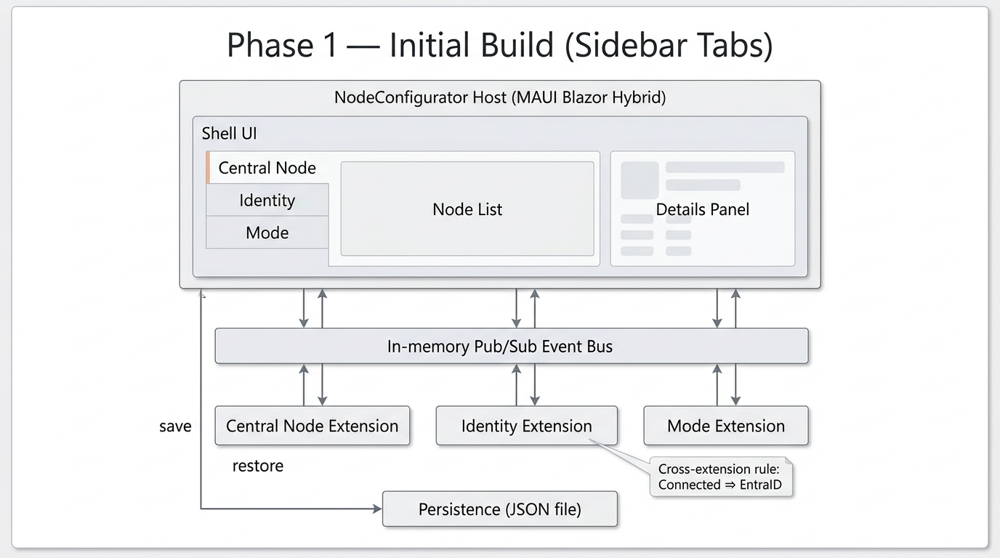 Phase 1 — Initial Build (Sidebar Tabs)
NodeConfigurator Host (MAUI Blazor Hybrid)
Shell UI
Central Node
Identity
Mode
Node List
Details Panel
In-memory Pub/Sub Event Bus
save
Central Node Extension
Identity Extension
Mode Extension
restore
Cross-extension rule:
Connected ⇒ EntraID
Persistence (JSON file)